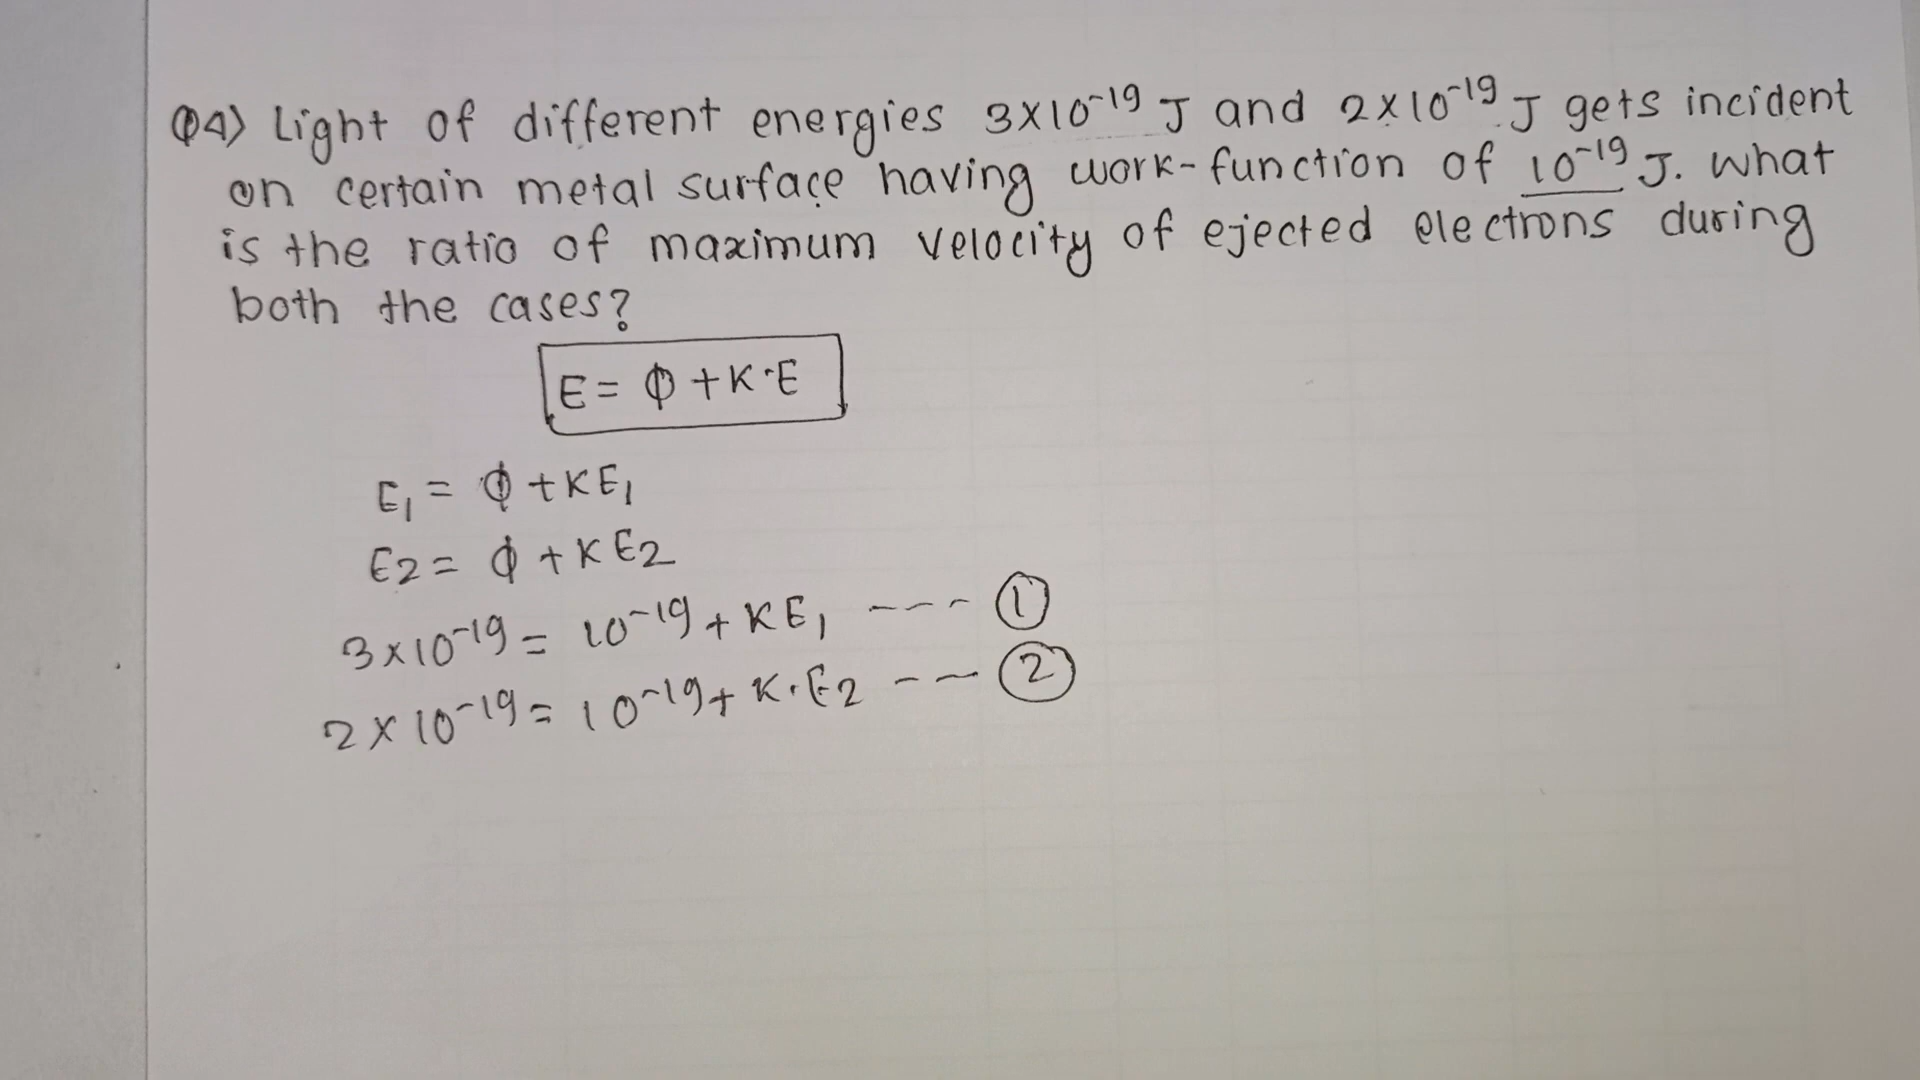 Q4) Light of different energies 3×10⁻¹⁹ J and 2×10⁻¹⁹ J gets incident
on certain metal surface having work-function of 10⁻¹⁹ J. What
is the ratio of maximum velocity of ejected electrons during
both the cases?
E = Φ + K·E
E₁ = Φ + KE₁
E2 = Φ + KE2
3×10⁻¹⁹ = 10⁻¹⁹ + KE₁ --- ①
2×10⁻¹⁹ = 10⁻¹⁹ + K·E2 -- ②